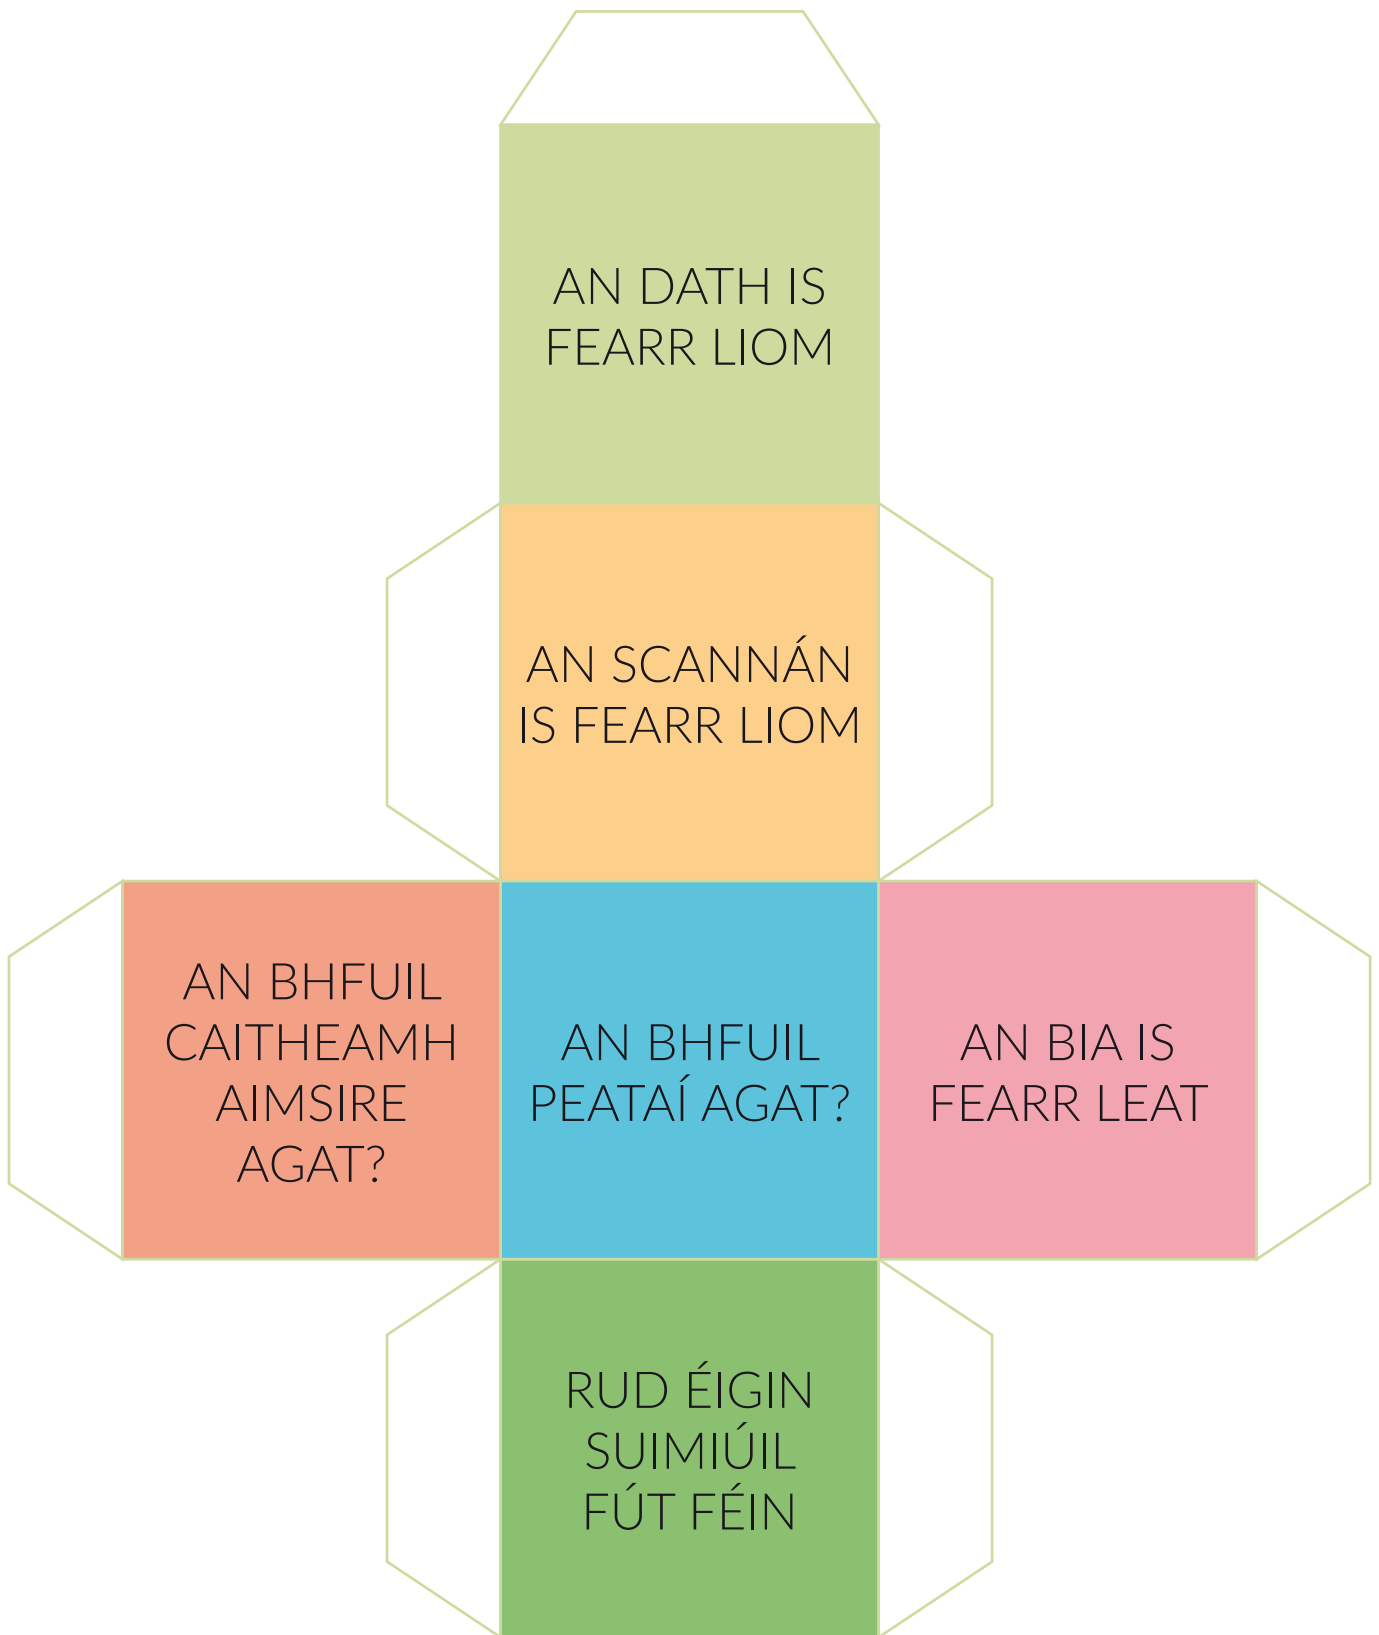 AN DATH IS
FEARR LIOM
AN SCANNÁN
IS FEARR LIOM
AN BHFUIL
CAITHEAMH
AIMSIRE
AGAT?
AN BHFUIL
PEATAÍ AGAT?
AN BIA IS
FEARR LEAT
RUD ÉIGIN
SUIMIÚIL
FÚT FÉIN